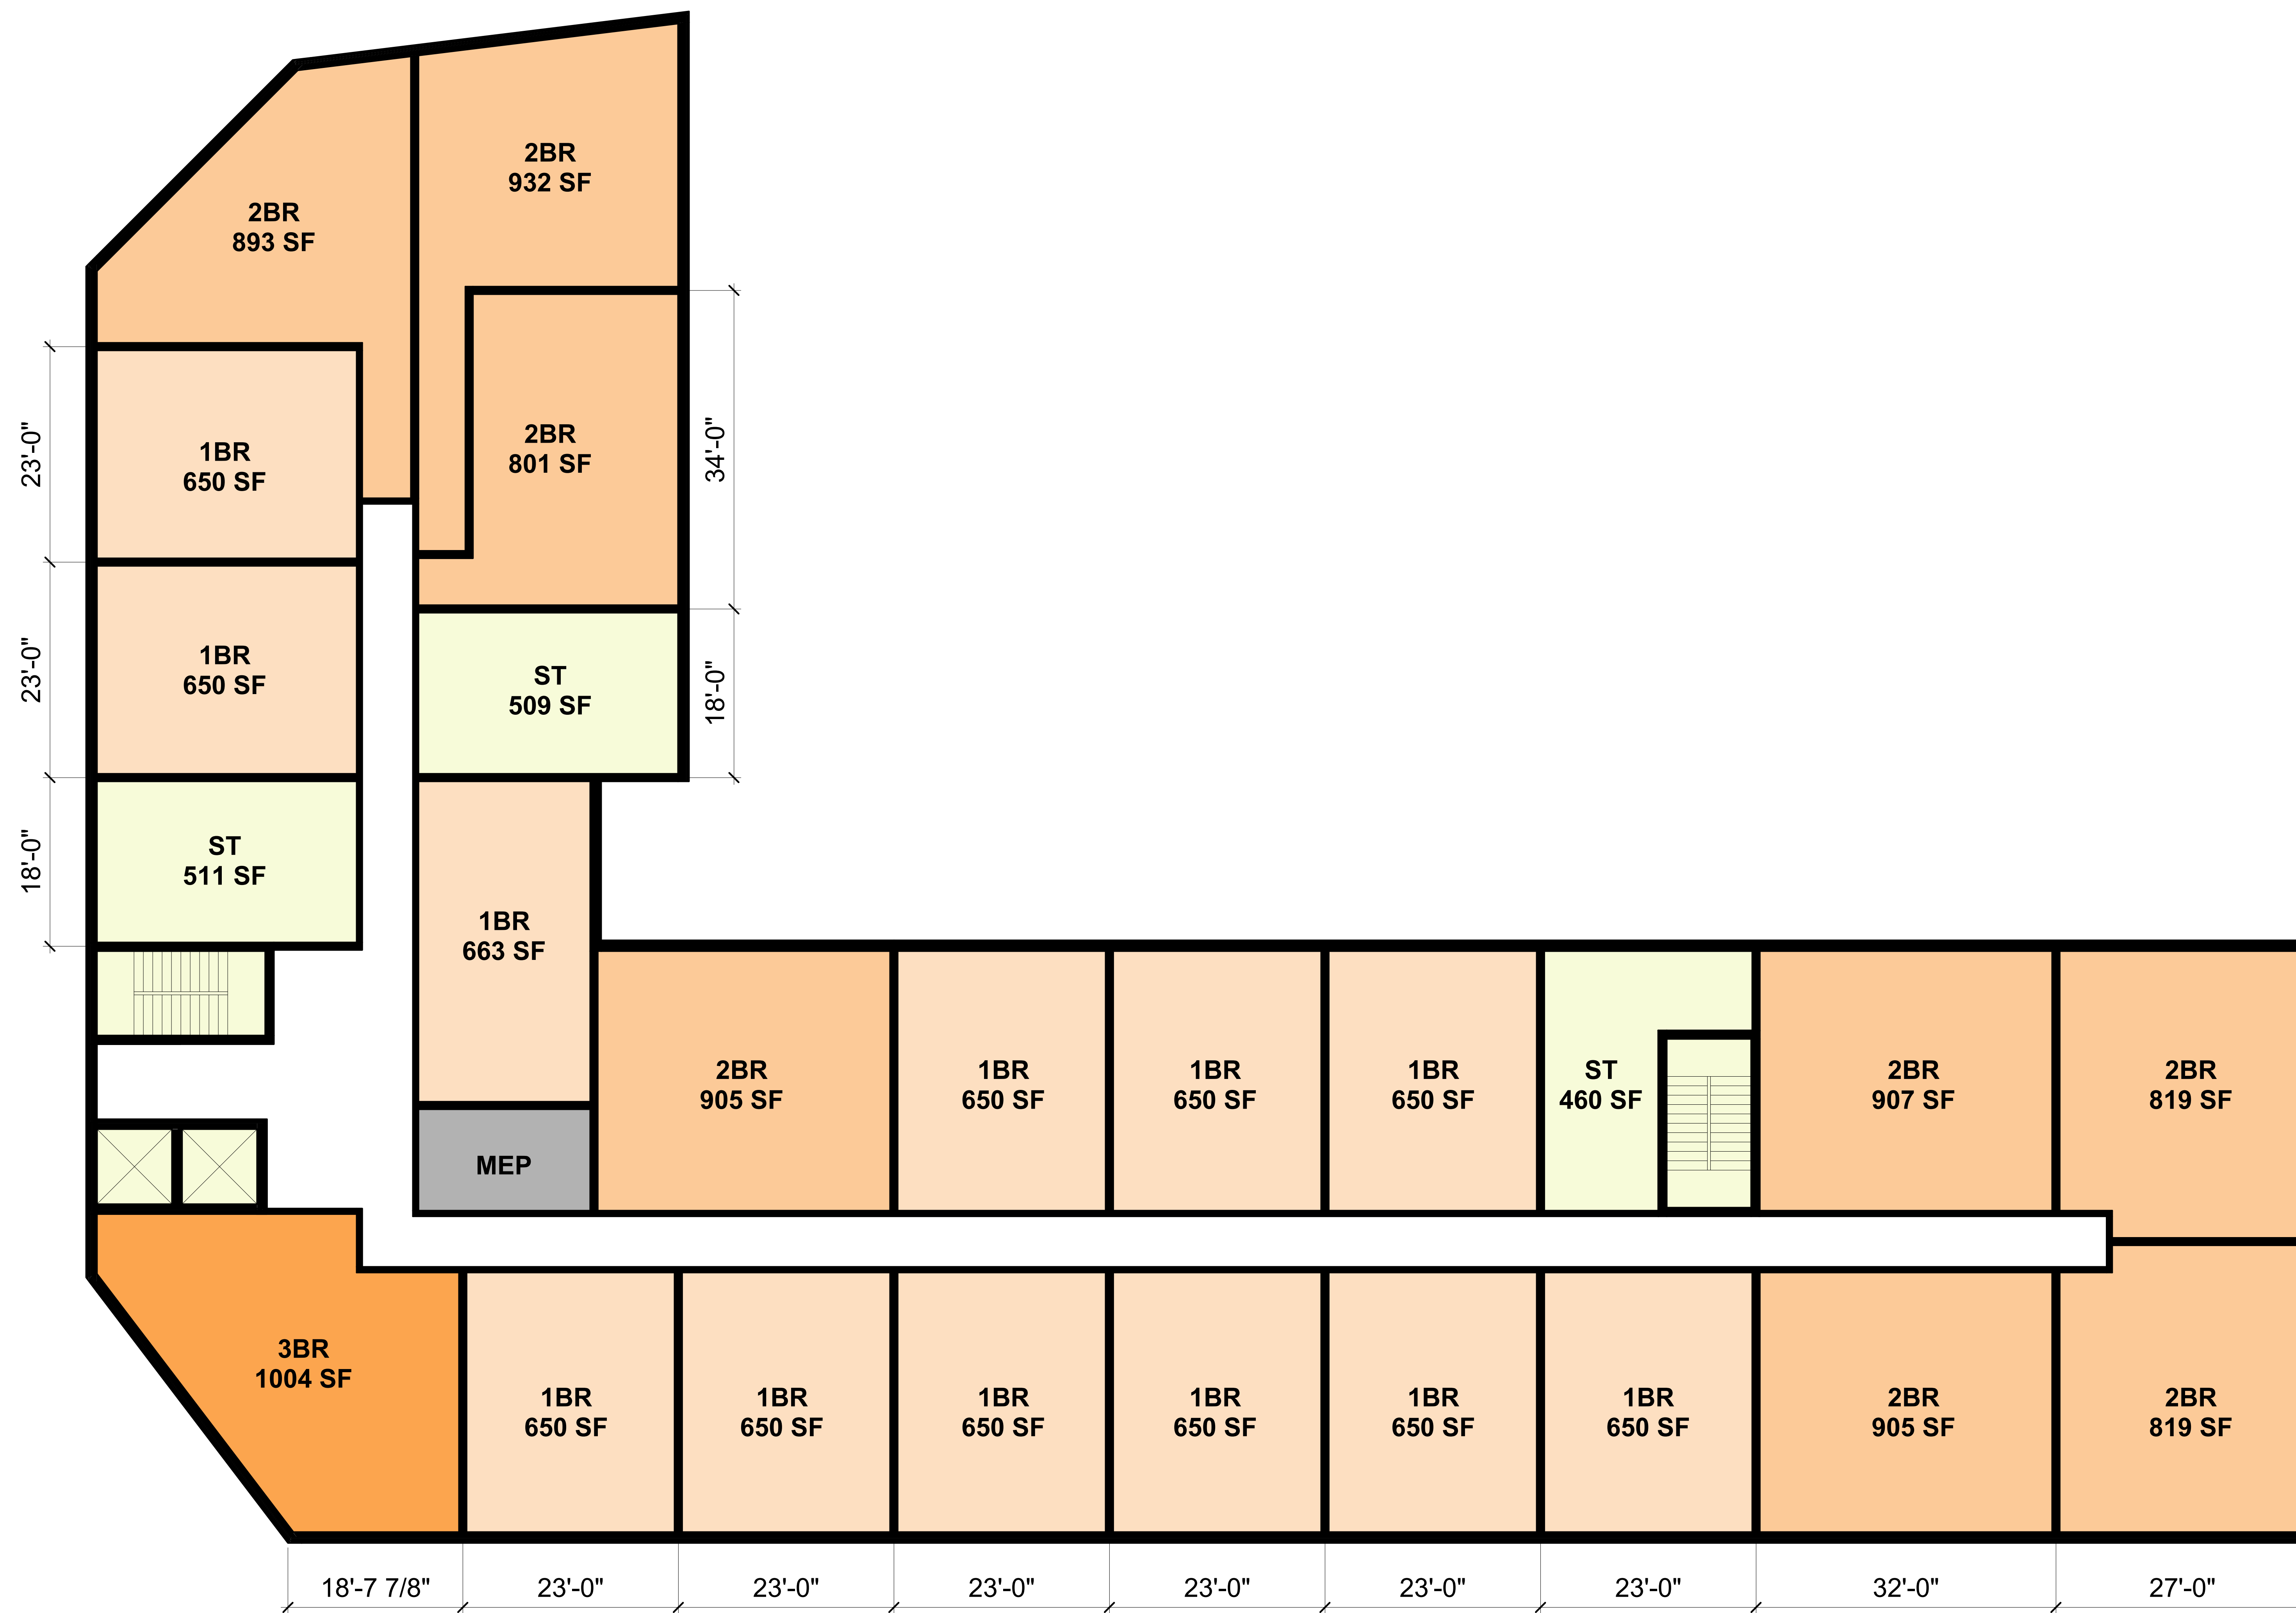 2BR
932 SF
2BR
893 SF
23'-0"
1BR
650 SF
2BR
801 SF
34'-0"
23'-0"
1BR
650 SF
ST
509 SF
18'-0"
18'-0"
ST
511 SF
1BR
663 SF
MEP
2BR
905 SF
1BR
650 SF
1BR
650 SF
1BR
650 SF
ST
460 SF
2BR
907 SF
2BR
819 SF
3BR
1004 SF
1BR
650 SF
1BR
650 SF
1BR
650 SF
1BR
650 SF
1BR
650 SF
1BR
650 SF
2BR
905 SF
2BR
819 SF
18'-7 7/8"
23'-0"
23'-0"
23'-0"
23'-0"
23'-0"
23'-0"
32'-0"
27'-0"